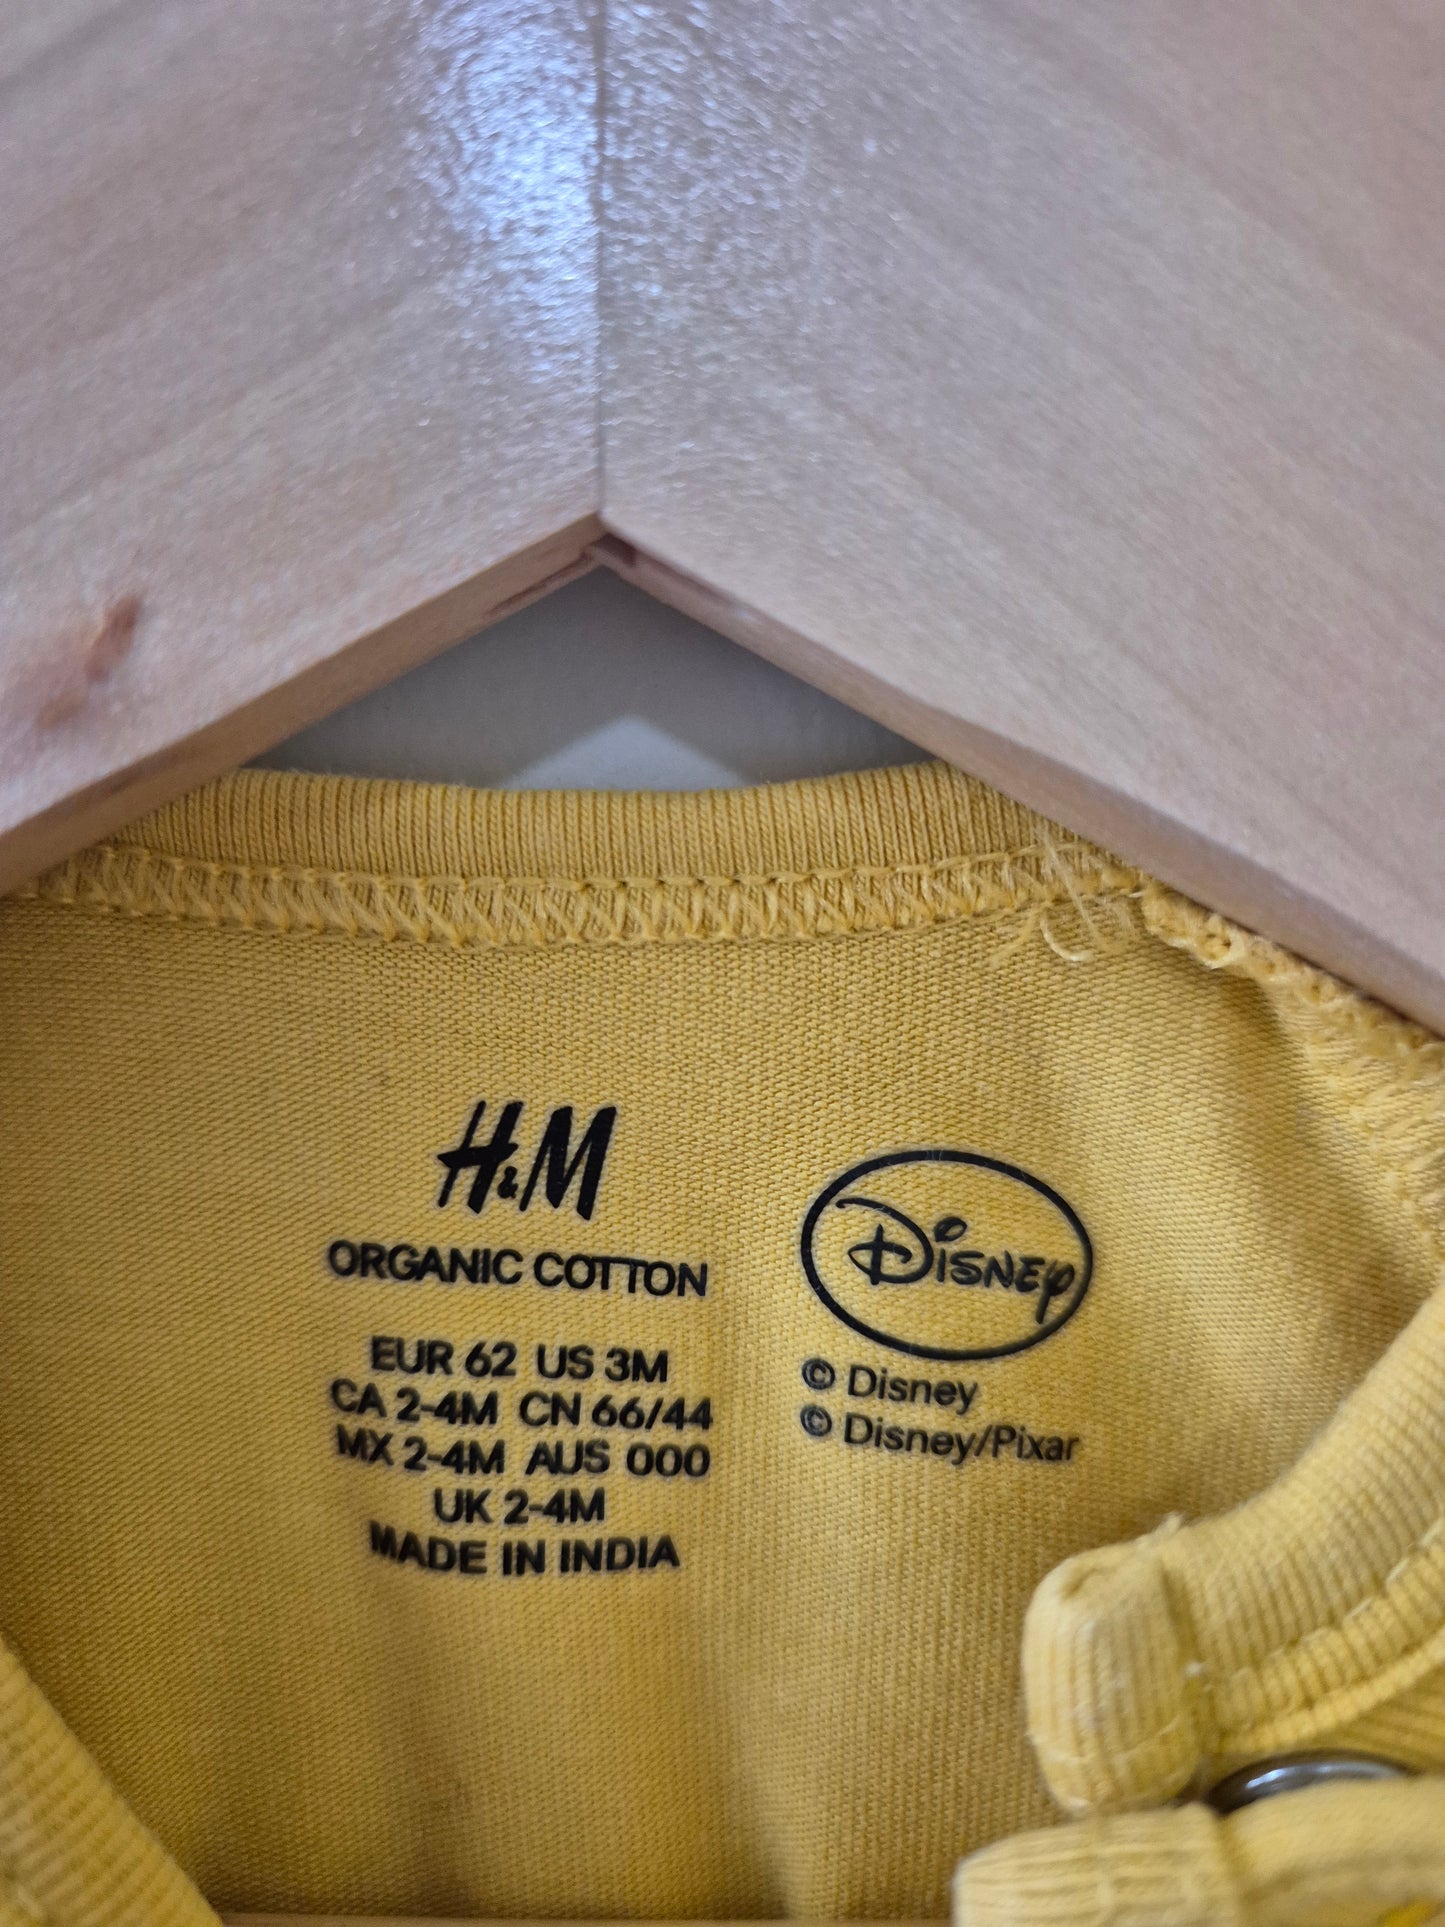 H&M
ORGANIC COTTON
EUR 62 US 3M
CA 2-4M CN 66/44
MX 2-4M AUS 000
UK 2-4M
MADE IN INDIA
Disney
© Disney
© Disney/Pixar